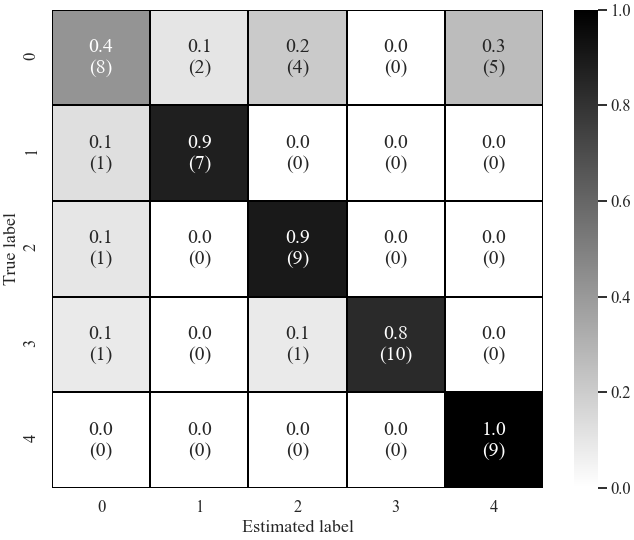 1.0
0.4 0.1 0.2 0.0 0.3
(8) (2) (4) (0) (5)
0
0.8
0.1 0.9 0.0 0.0 0.0
(1) (7) (0) (0) (0)
1
0.6
True label
0.1 0.0 0.9 0.0 0.0
(1) (0) (9) (0) (0)
2
0.4
0.1 0.0 0.1 0.8 0.0
(1) (0) (1) (10) (0)
3
0.2
0.0 0.0 0.0 0.0 1.0
(0) (0) (0) (0) (9)
4
0.0
0 1 2 3 4
Estimated label